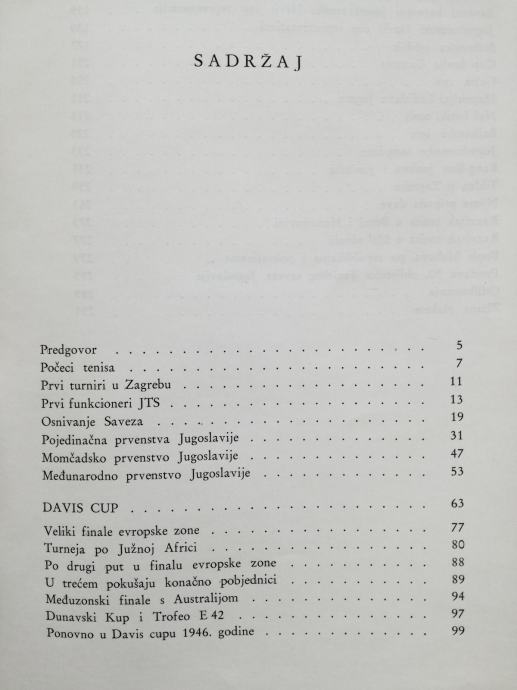 SADRŽAJ
Predgovor . . . . . . . . . . . . . . . . . . . . 5
Počeci tenisa . . . . . . . . . . . . . . . . . . . 7
Prvi turniri u Zagrebu . . . . . . . . . . . . . . . 11
Prvi funkcioneri JTS . . . . . . . . . . . . . . . . 13
Osnivanje Saveza . . . . . . . . . . . . . . . . . 19
Pojedinačna prvenstva Jugoslavije . . . . . . . . . . . 31
Momčadsko prvenstvo Jugoslavije . . . . . . . . . . . 47
Međunarodno prvenstvo Jugoslavije . . . . . . . . . . . 53
DAVIS CUP . . . . . . . . . . . . . . . . . . . 63
Veliki finale evropske zone . . . . . . . . . . . . . 77
Turneja po Južnoj Africi . . . . . . . . . . . . . . 80
Po drugi put u finalu evropske zone . . . . . . . . . . 88
U trećem pokušaju konačno pobjednici . . . . . . . . . . 89
Međuzonski finale s Australijom . . . . . . . . . . . 94
Dunavski Kup i Trofeo E 42 . . . . . . . . . . . . 97
Ponovno u Davis cupu 1946. godine . . . . . . . . . . . 99